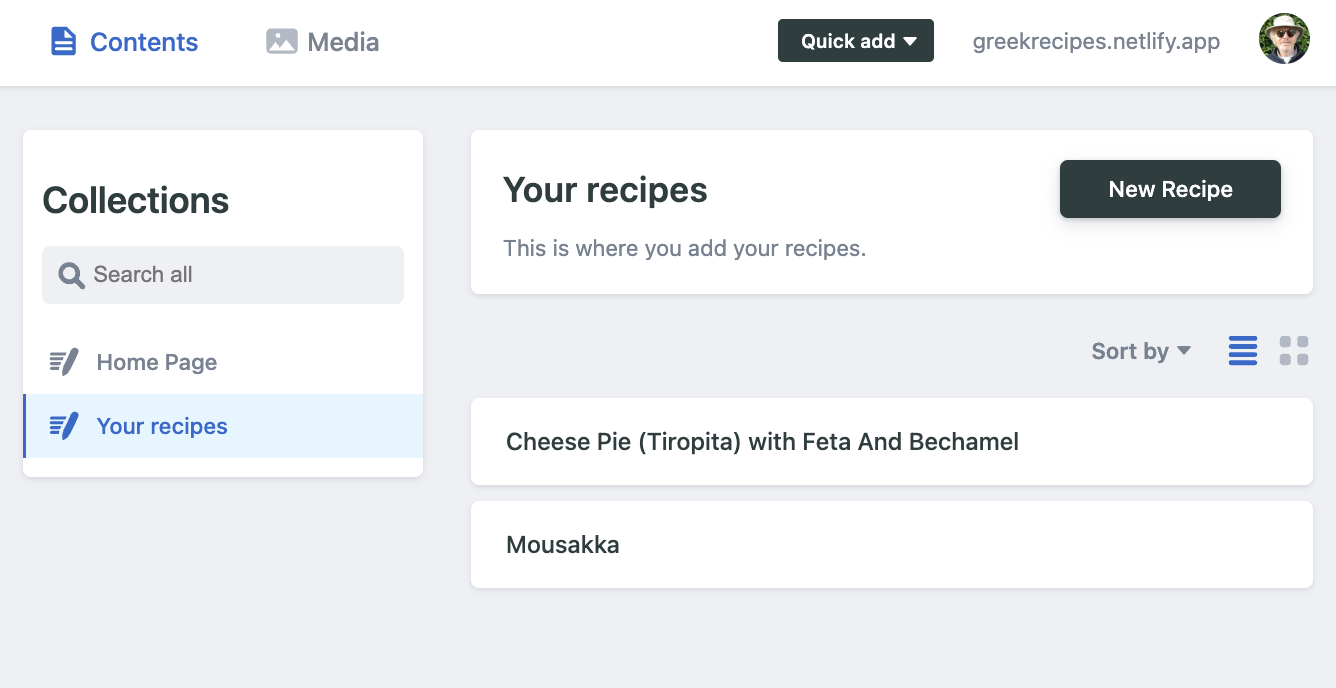 Contents
Media
Quick add
greekrecipes.netlify.app
Collections
Search all
Home Page
Your recipes
Your recipes
New Recipe
This is where you add your recipes.
Sort by
Cheese Pie (Tiropita) with Feta And Bechamel
Mousakka